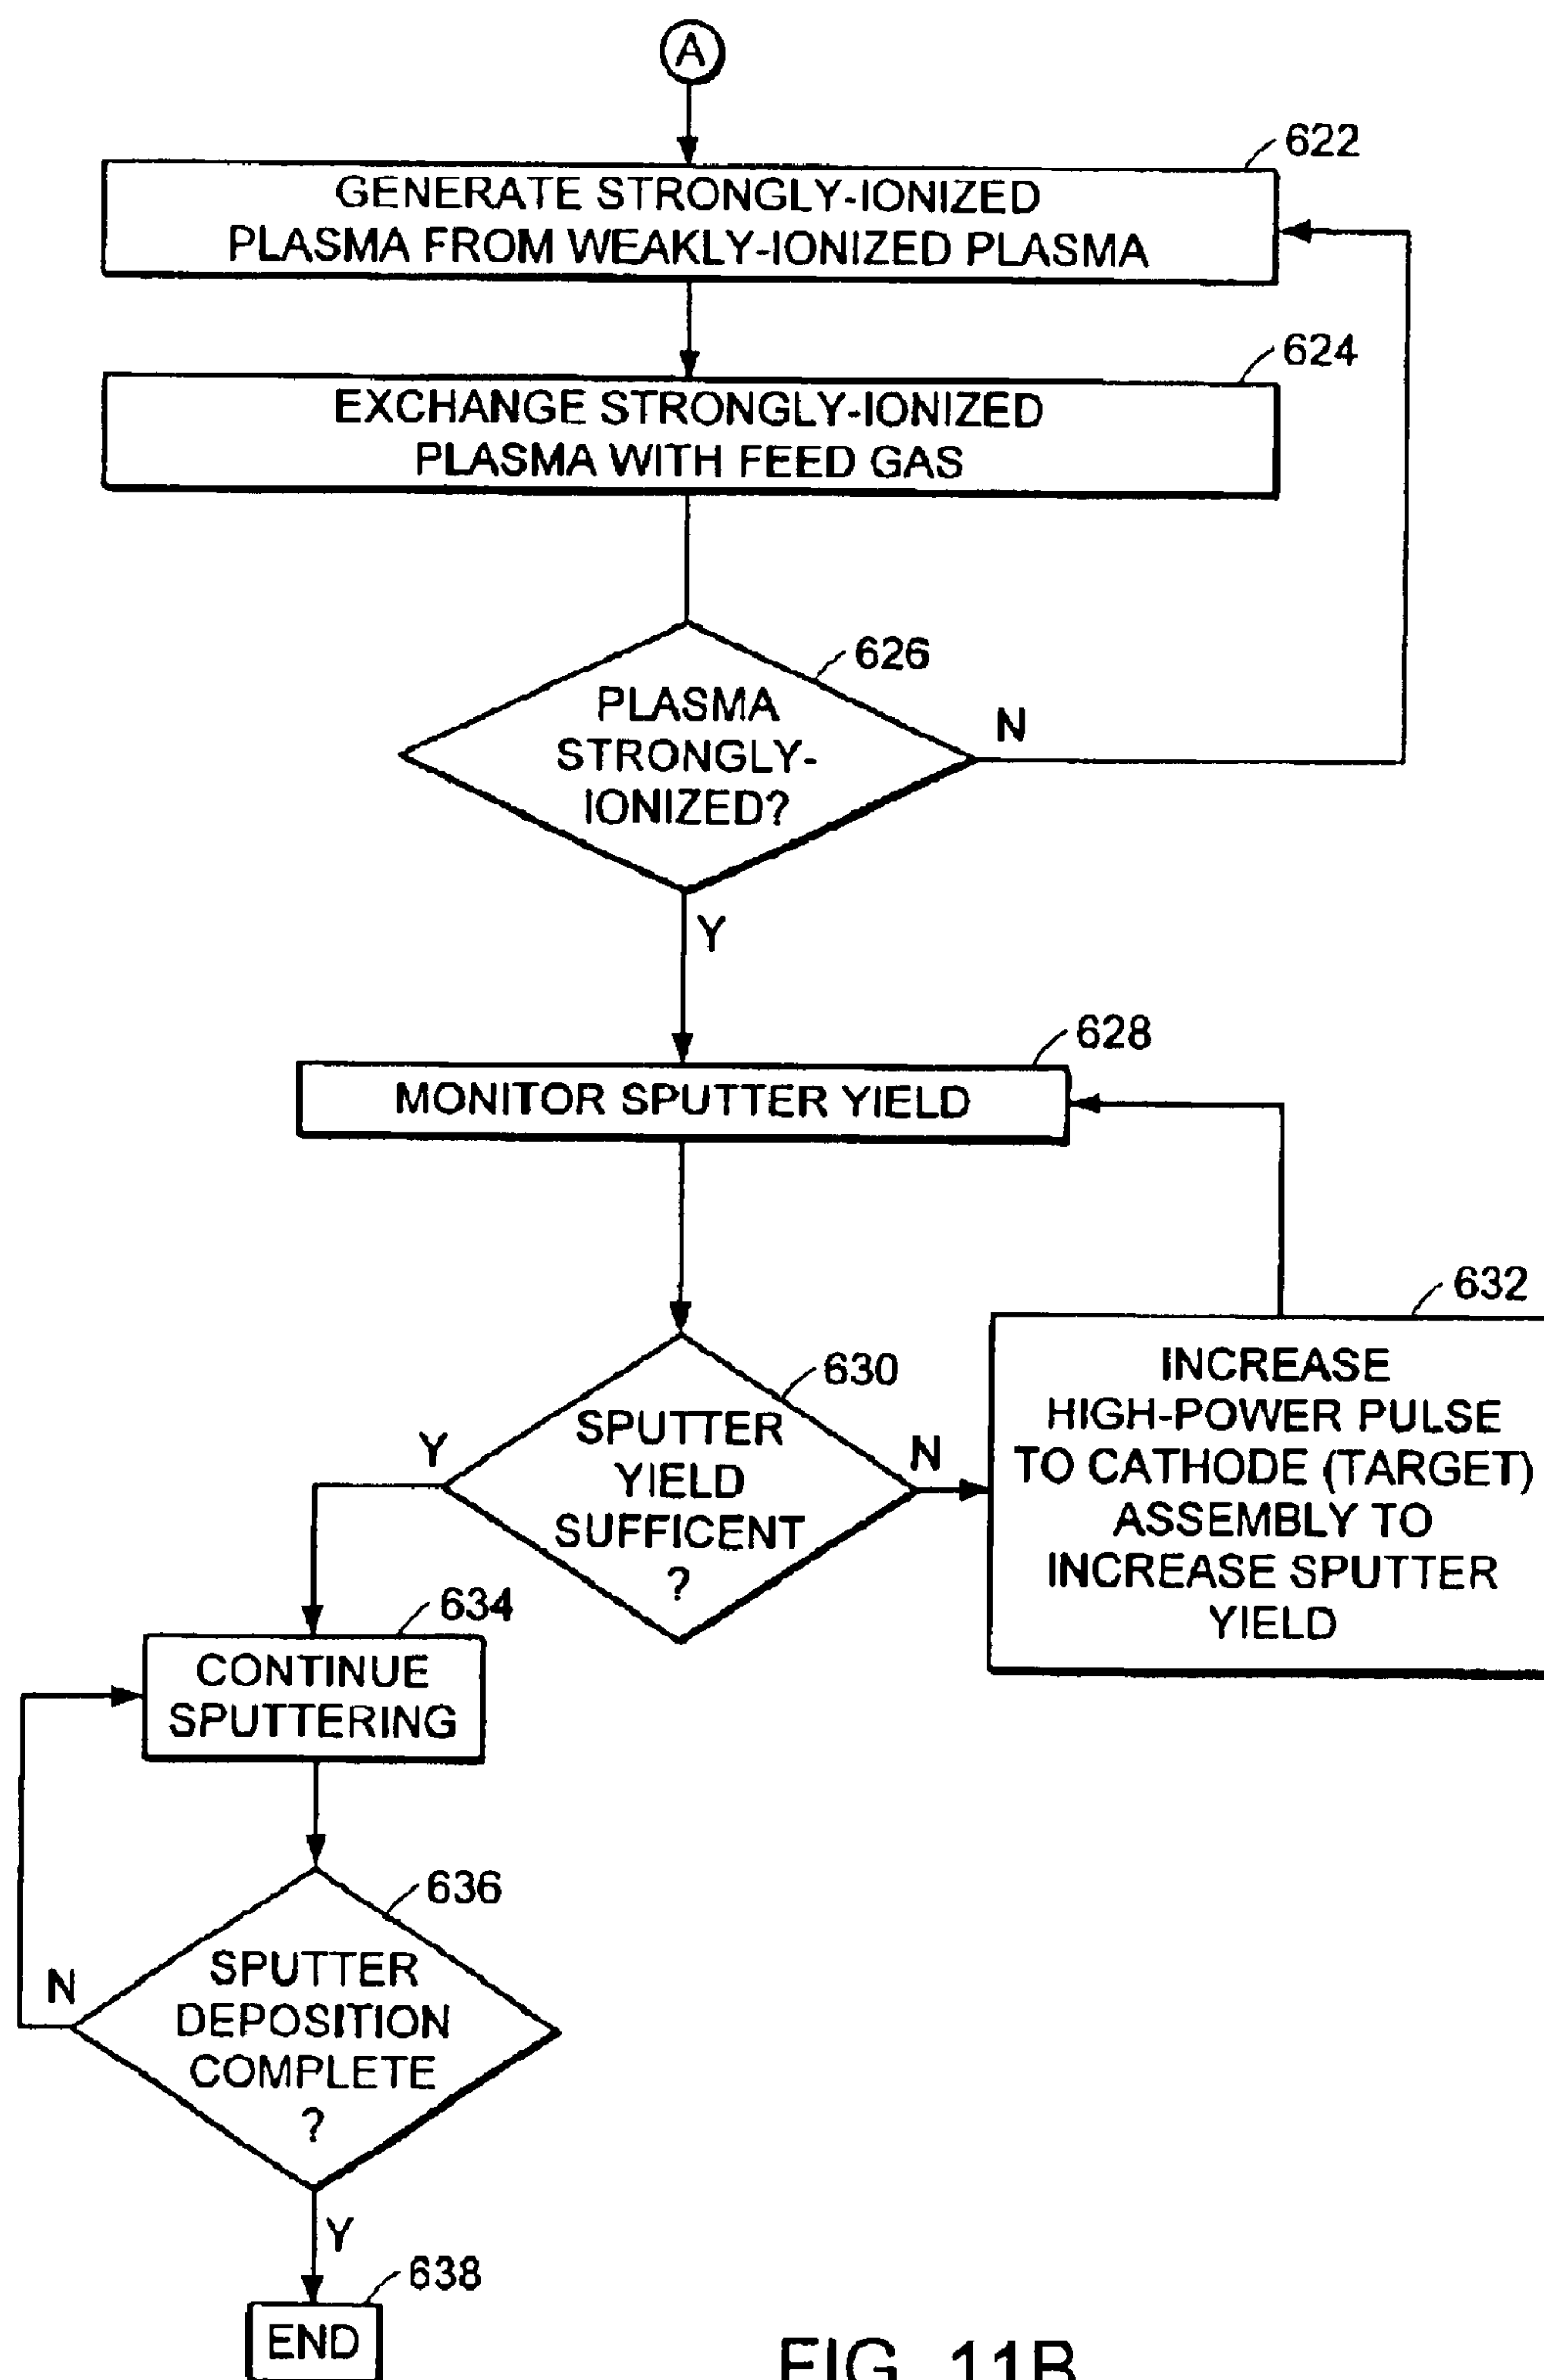 A
622
GENERATE STRONGLY-IONIZED
PLASMA FROM WEAKLY-IONIZED PLASMA
624
EXCHANGE STRONGLY-IONIZED
PLASMA WITH FEED GAS
626
PLASMA
STRONGLY-
IONIZED?
N
Y
628
MONITOR SPUTTER YIELD
630
SPUTTER
YIELD
SUFFICENT
?
Y
N
632
INCREASE
HIGH-POWER PULSE
TO CATHODE (TARGET)
ASSEMBLY TO
INCREASE SPUTTER
YIELD
634
CONTINUE
SPUTTERING
636
SPUTTER
DEPOSITION
COMPLETE
?
N
Y
638
END
FIG. 11B